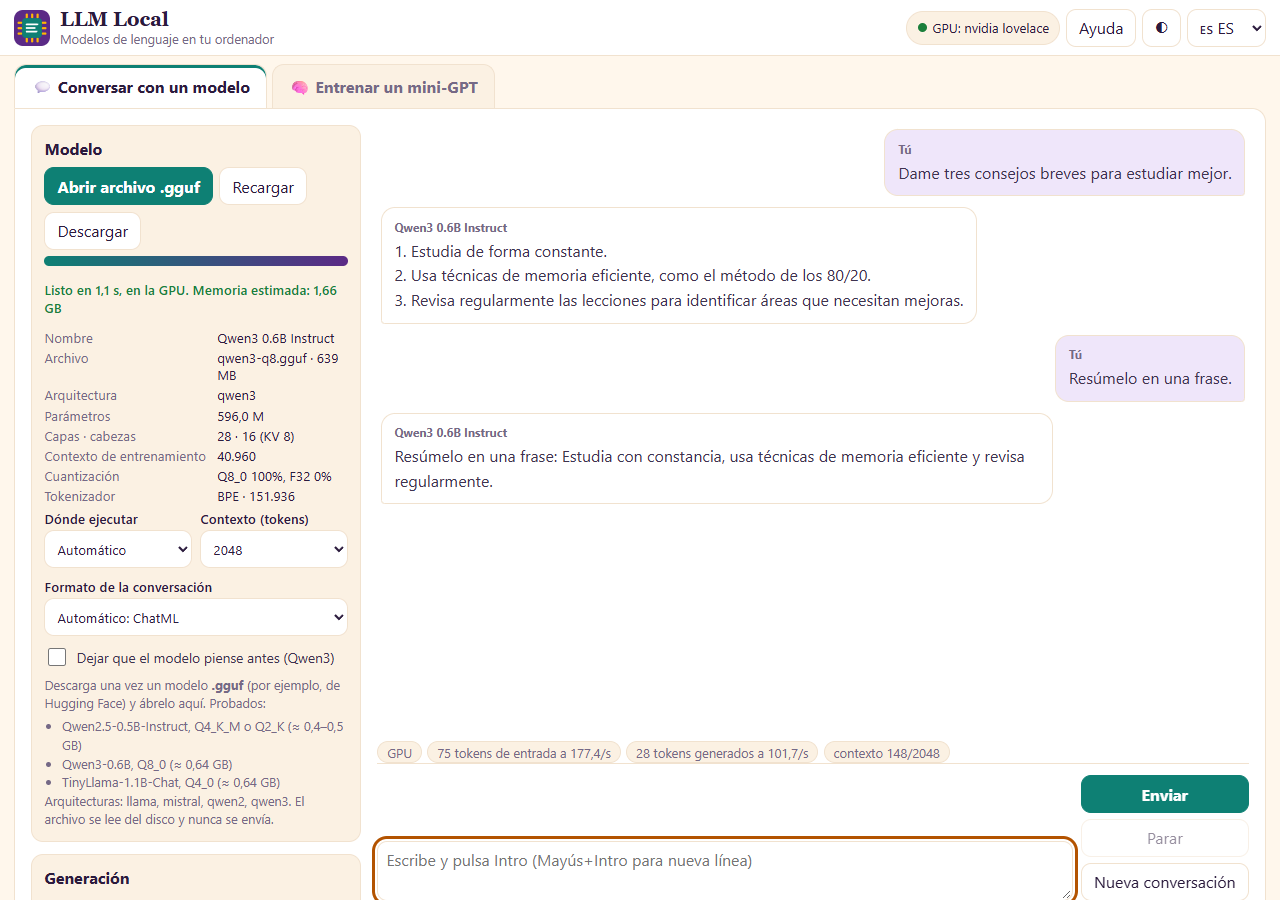 LLM Local
Modelos de lenguaje en tu ordenador
GPU: nvidia lovelace
Ayuda
ES ES
Conversar con un modelo
Entrenar un mini-GPT
Modelo
Abrir archivo .gguf
Recargar
Descargar
Listo en 1,1 s, en la GPU. Memoria estimada: 1,66
GB
Nombre Qwen3 0.6B Instruct
Archivo qwen3-q8.gguf · 639
MB
Arquitectura qwen3
Parámetros 596,0 M
Capas · cabezas 28 · 16 (KV 8)
Contexto de entrenamiento 40.960
Cuantización Q8_0 100%, F32 0%
Tokenizador BPE · 151.936
Dónde ejecutar Contexto (tokens)
Automático 2048
Formato de la conversación
Automático: ChatML
Dejar que el modelo piense antes (Qwen3)
Descarga una vez un modelo .gguf (por ejemplo, de
Hugging Face) y ábrelo aquí. Probados:
Qwen2.5-0.5B-Instruct, Q4_K_M o Q2_K (≈ 0,4–0,5
GB)
Qwen3-0.6B, Q8_0 (≈ 0,64 GB)
TinyLlama-1.1B-Chat, Q4_0 (≈ 0,64 GB)
Arquitecturas: llama, mistral, qwen2, qwen3. El
archivo se lee del disco y nunca se envía.
Generación
Tú
Dame tres consejos breves para estudiar mejor.
Qwen3 0.6B Instruct
1. Estudia de forma constante.
2. Usa técnicas de memoria eficiente, como el método de los 80/20.
3. Revisa regularmente las lecciones para identificar áreas que necesitan mejoras.
Tú
Resúmelo en una frase.
Qwen3 0.6B Instruct
Resúmelo en una frase: Estudia con constancia, usa técnicas de memoria eficiente y revisa
regularmente.
GPU
75 tokens de entrada a 177,4/s
28 tokens generados a 101,7/s
contexto 148/2048
Escribe y pulsa Intro (Mayús+Intro para nueva línea)
Enviar
Parar
Nueva conversación